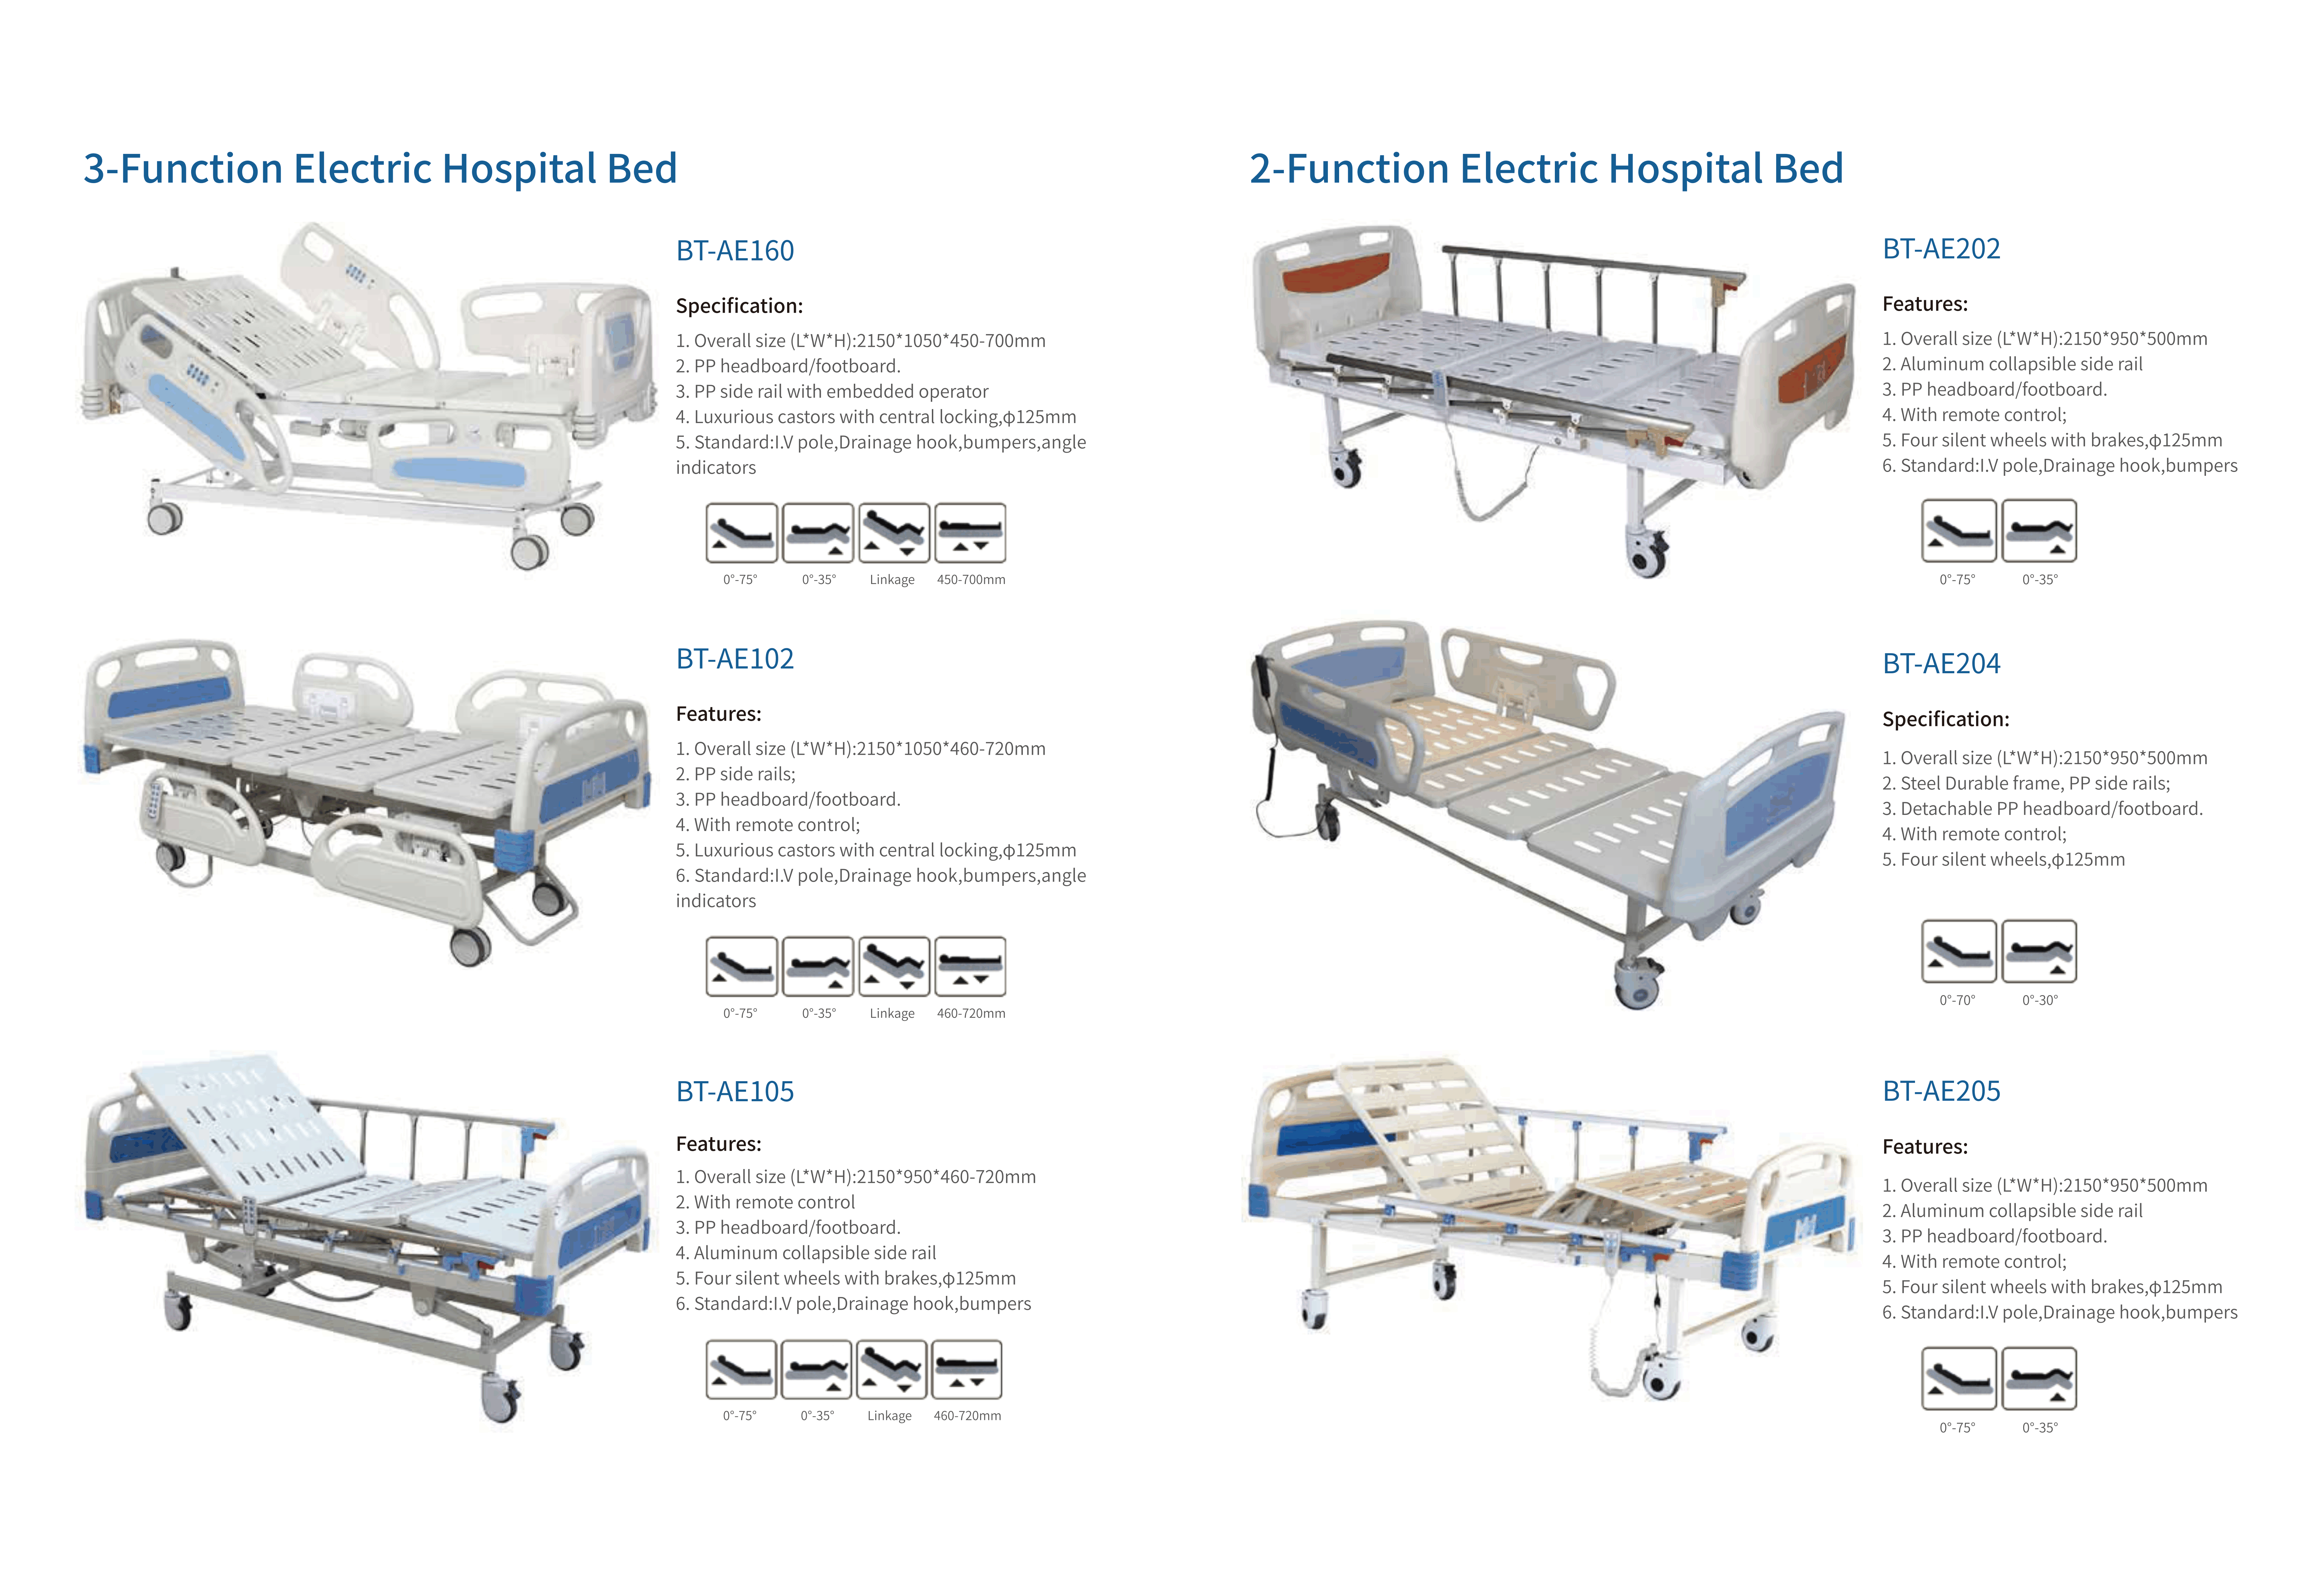 3-Function Electric Hospital Bed
BT-AE160
Specification:
1. Overall size (L*W*H):2150*1050*450-700mm
2. PP headboard/footboard.
3. PP side rail with embedded operator
4. Luxurious castors with central locking,φ125mm
5. Standard:I.V pole,Drainage hook,bumpers,angle
indicators
0°-75° 0°-35° Linkage 450-700mm
BT-AE102
Features:
1. Overall size (L*W*H):2150*1050*460-720mm
2. PP side rails;
3. PP headboard/footboard.
4. With remote control;
5. Luxurious castors with central locking,φ125mm
6. Standard:I.V pole,Drainage hook,bumpers,angle
indicators
0°-75° 0°-35° Linkage 460-720mm
BT-AE105
Features:
1. Overall size (L*W*H):2150*950*460-720mm
2. With remote control
3. PP headboard/footboard.
4. Aluminum collapsible side rail
5. Four silent wheels with brakes,φ125mm
6. Standard:I.V pole,Drainage hook,bumpers
0°-75° 0°-35° Linkage 460-720mm
2-Function Electric Hospital Bed
BT-AE202
Features:
1. Overall size (L*W*H):2150*950*500mm
2. Aluminum collapsible side rail
3. PP headboard/footboard.
4. With remote control;
5. Four silent wheels with brakes,φ125mm
6. Standard:I.V pole,Drainage hook,bumpers
0°-75° 0°-35°
BT-AE204
Specification:
1. Overall size (L*W*H):2150*950*500mm
2. Steel Durable frame, PP side rails;
3. Detachable PP headboard/footboard.
4. With remote control;
5. Four silent wheels,φ125mm
0°-70° 0°-30°
BT-AE205
Features:
1. Overall size (L*W*H):2150*950*500mm
2. Aluminum collapsible side rail
3. PP headboard/footboard.
4. With remote control;
5. Four silent wheels with brakes,φ125mm
6. Standard:I.V pole,Drainage hook,bumpers
0°-75° 0°-35°